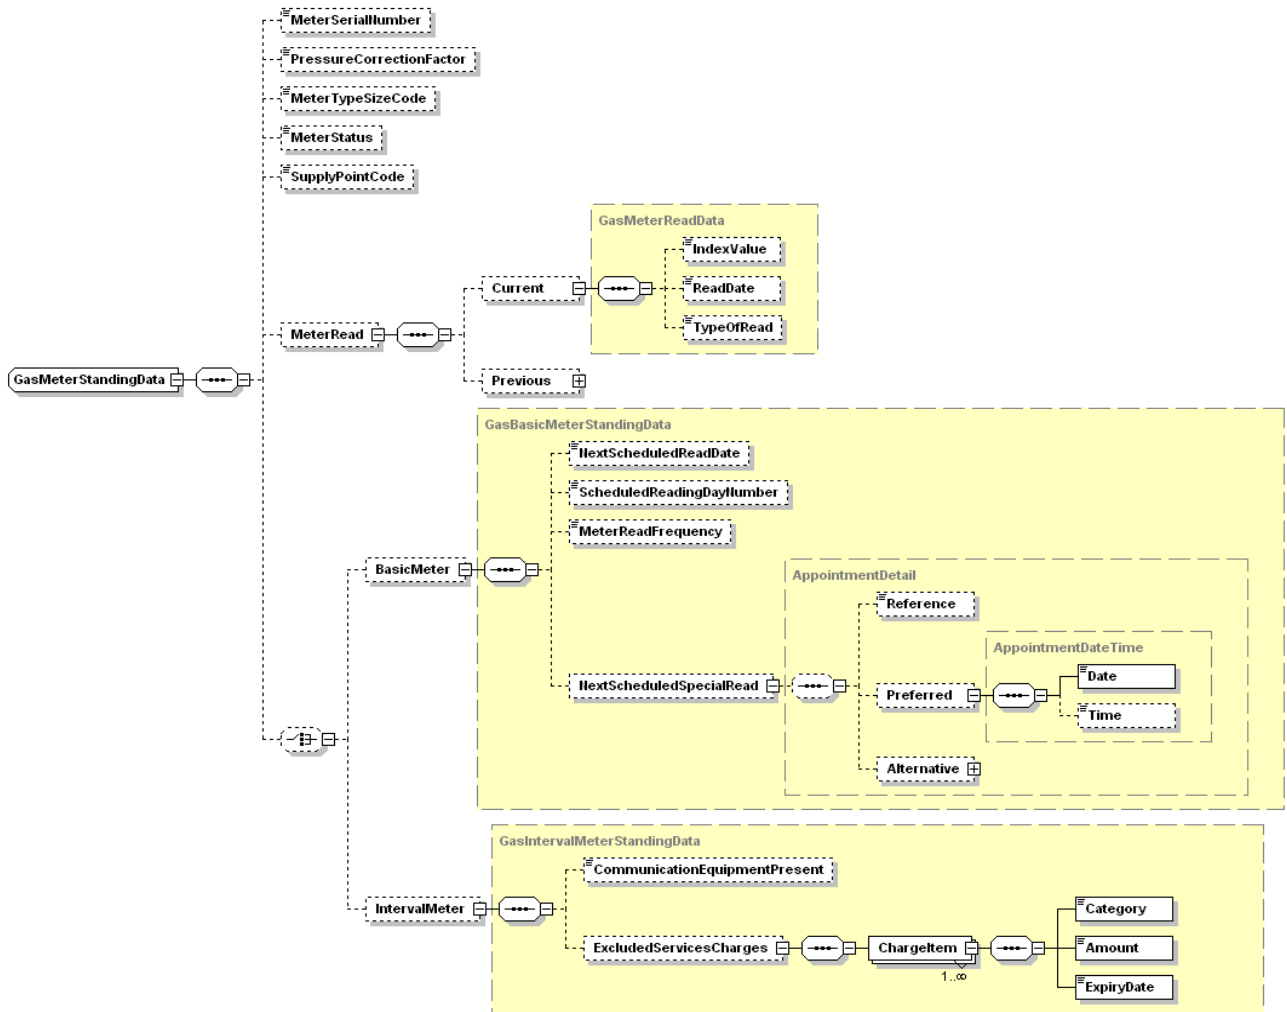 MeterSerialNumber
PressureCorrectionFactor
MeterTypeSizeCode
MeterStatus
SupplyPointCode
GasMeterReadData
IndexValue
Current
ReadDate
TypeOfRead
MeterRead
Previous
GasMeterStandingData
GasBasicMeterStandingData
NextScheduledReadDate
ScheduledReadingDayNumber
MeterReadFrequency
BasicMeter
AppointmentDetail
Reference
AppointmentDateTime
Date
NextScheduledSpecialRead
Preferred
Time
Alternative
GasIntervalMeterStandingData
CommunicationEquipmentPresent
IntervalMeter
Category
ExcludedServicesCharges
ChargeItem
Amount
1..∞
ExpiryDate